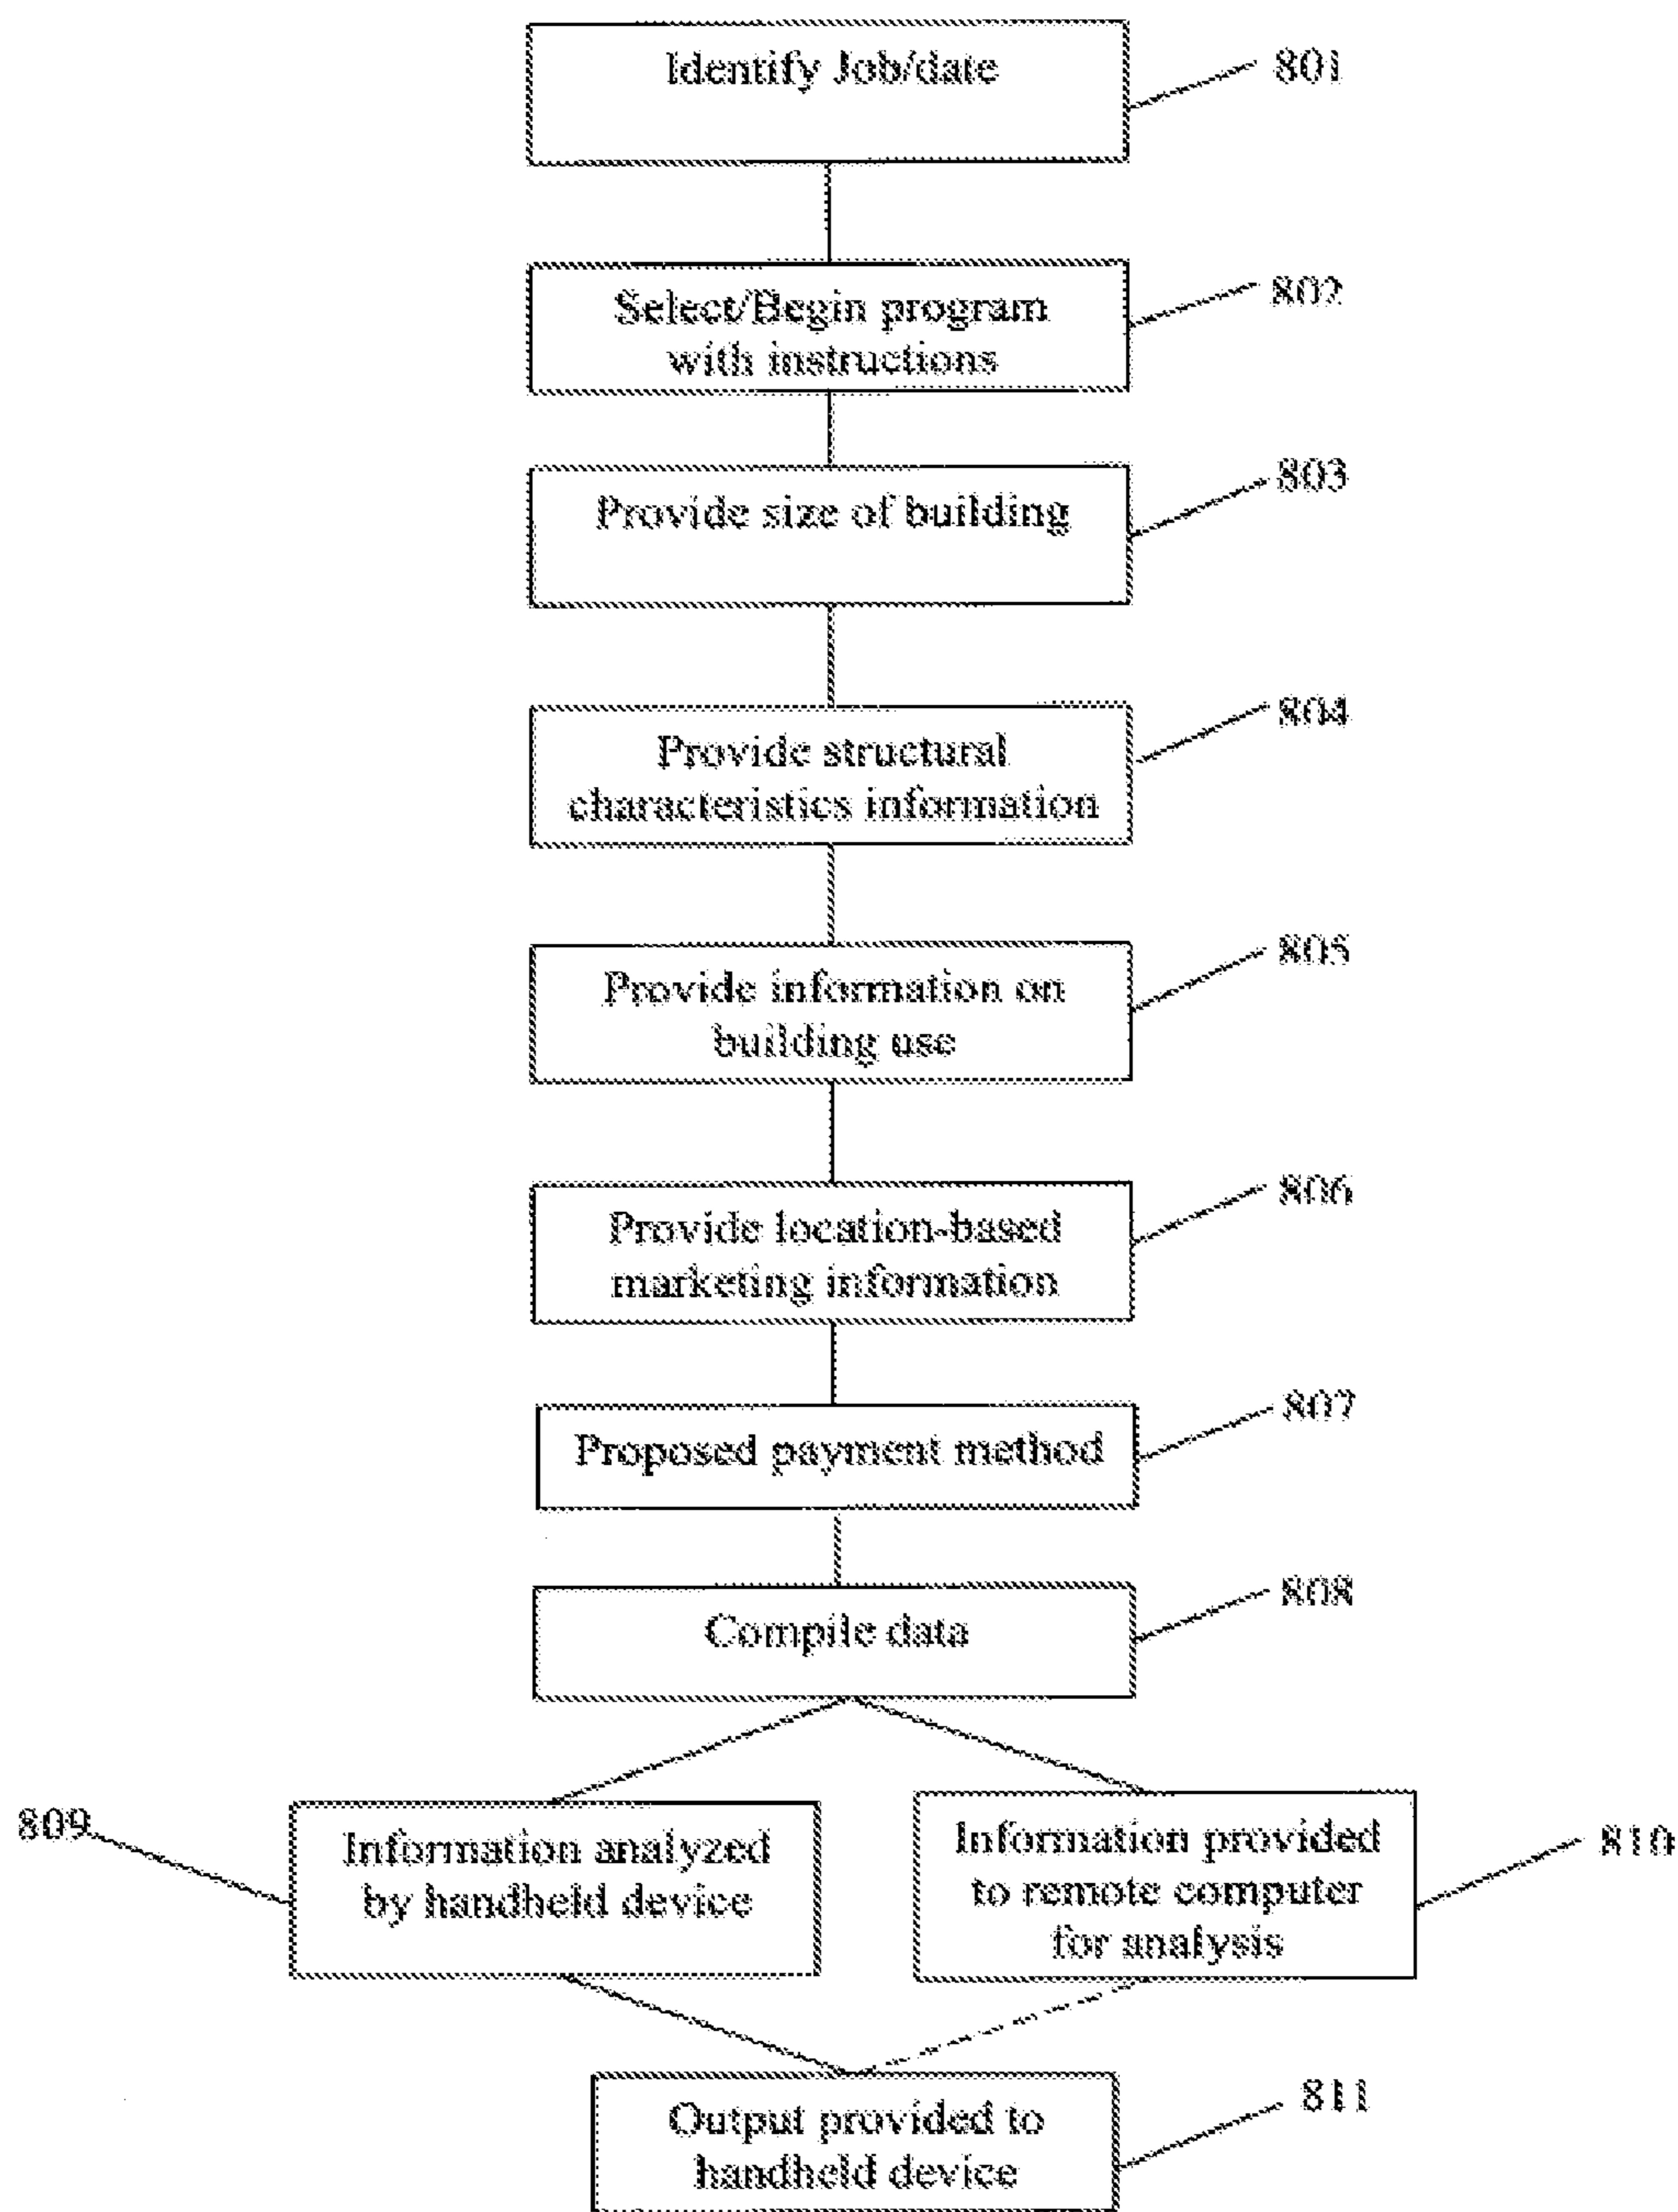 Identify Job/date
801
Select/Begin program
with instructions
802
Provide size of building
803
Provide structural
characteristics information
804
Provide information on
building use
805
Provide location-based
marketing information
806
Proposed payment method
807
Compile data
808
809
Information analyzed
by handheld device
Information provided
to remote computer
for analysis
810
Output provided to
handheld device
811